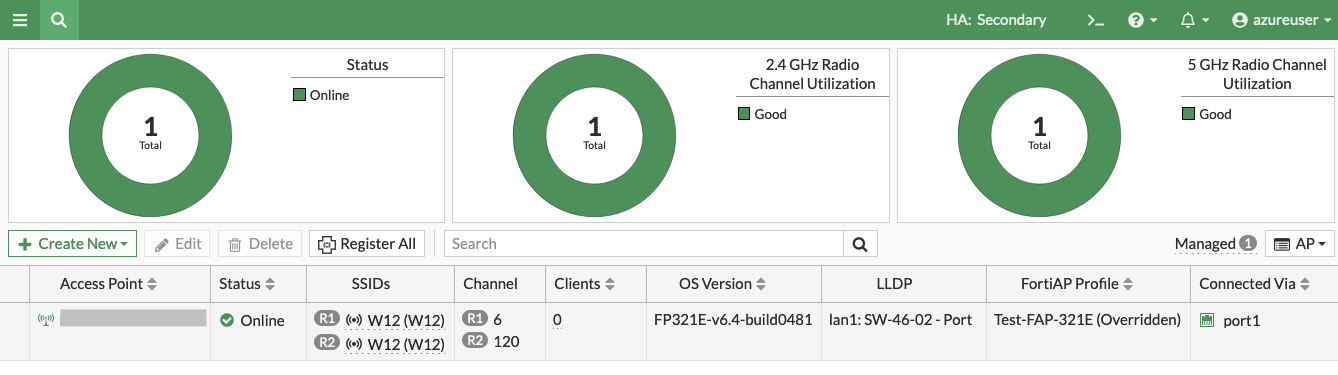 HA: Secondary >_ azureuser
Status
Online
1
Total
2.4 GHz Radio
Channel Utilization
Good
1
Total
5 GHz Radio Channel
Utilization
Good
1
Total
Create New Edit Delete Register All Search Managed 1 AP
Access Point Status SSIDs Channel Clients OS Version LLDP FortiAP Profile Connected Via
Online R1 W12 (W12) R1 6 0 FP321E-v6.4-build0481 lan1: SW-46-02 - Port Test-FAP-321E (Overridden) port1
R2 W12 (W12) R2 120